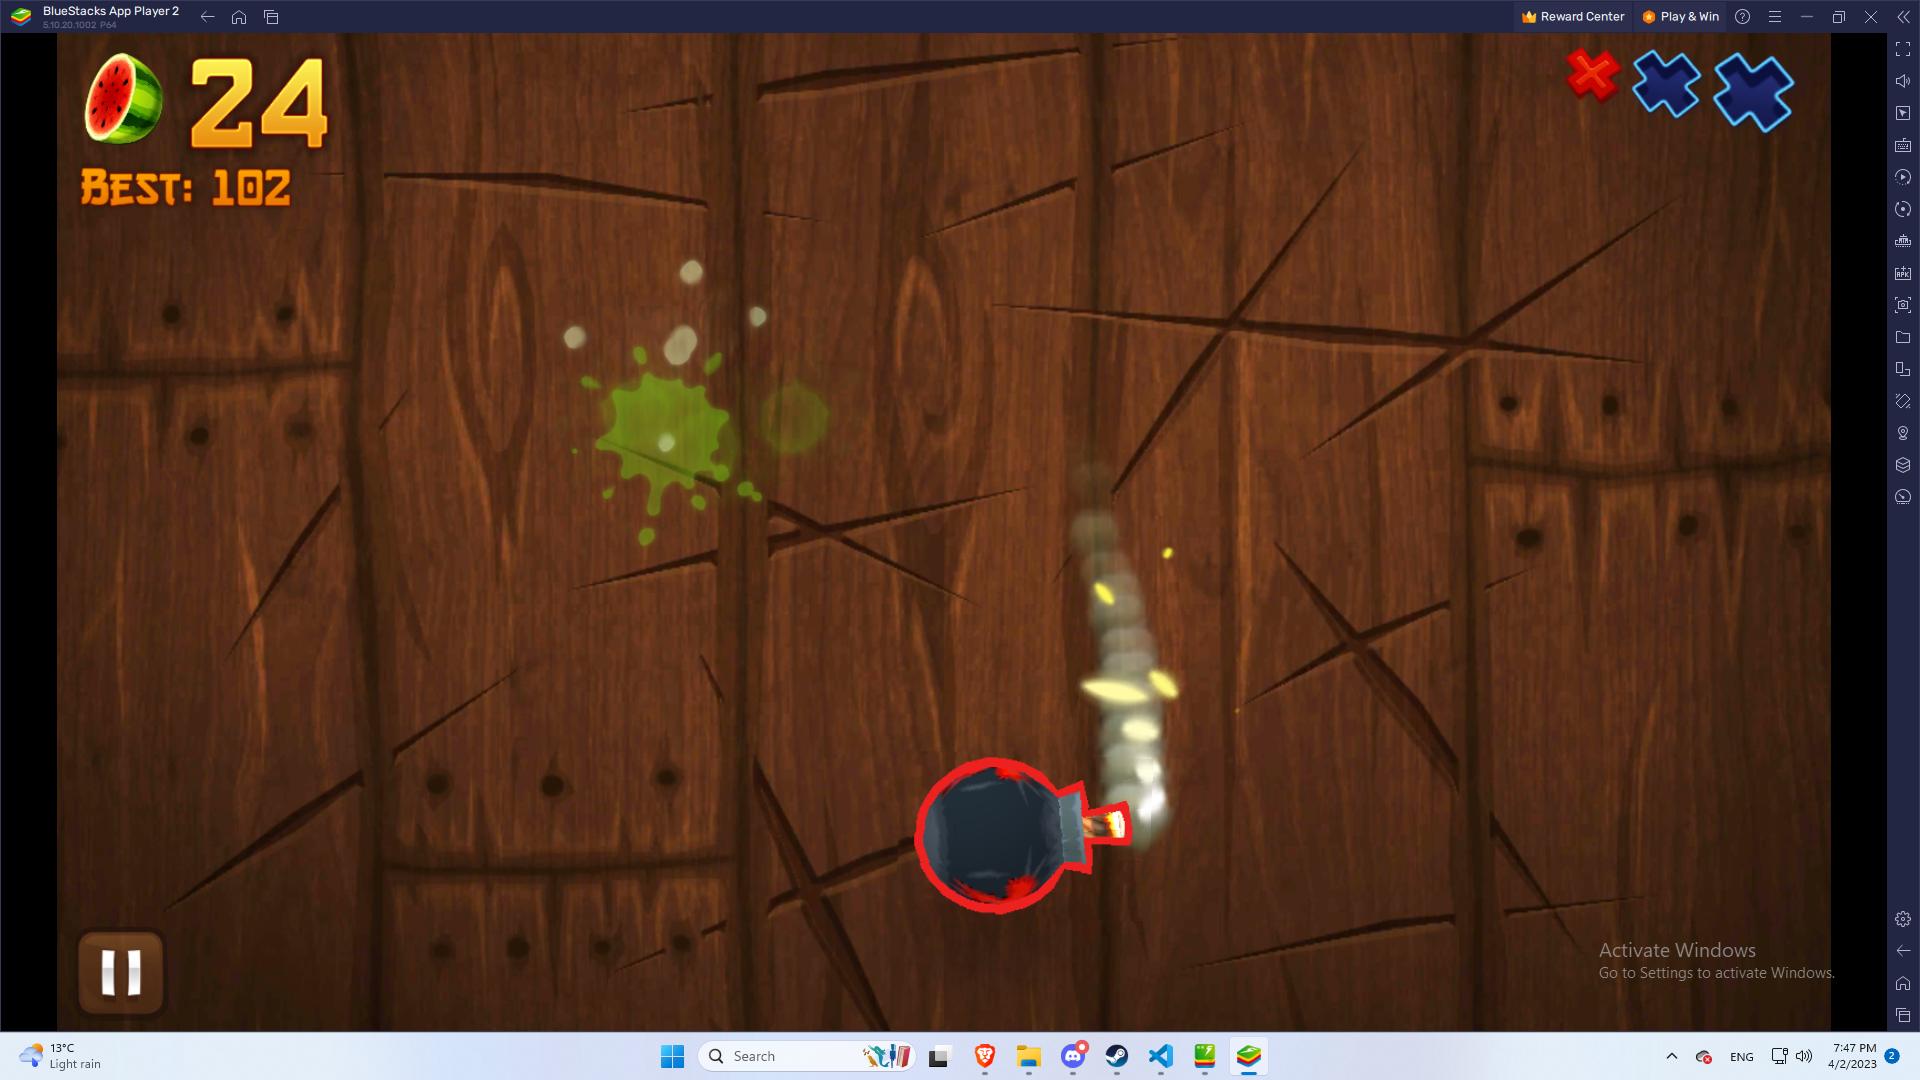 BlueStacks App Player 2
5.10.20.1002 P64
Reward Center
Play & Win
24
BEST: 102
APK
Activate Windows
Go to Settings to activate Windows.
13°C
Light rain
Search
ENG
7:47 PM
4/2/2023
2